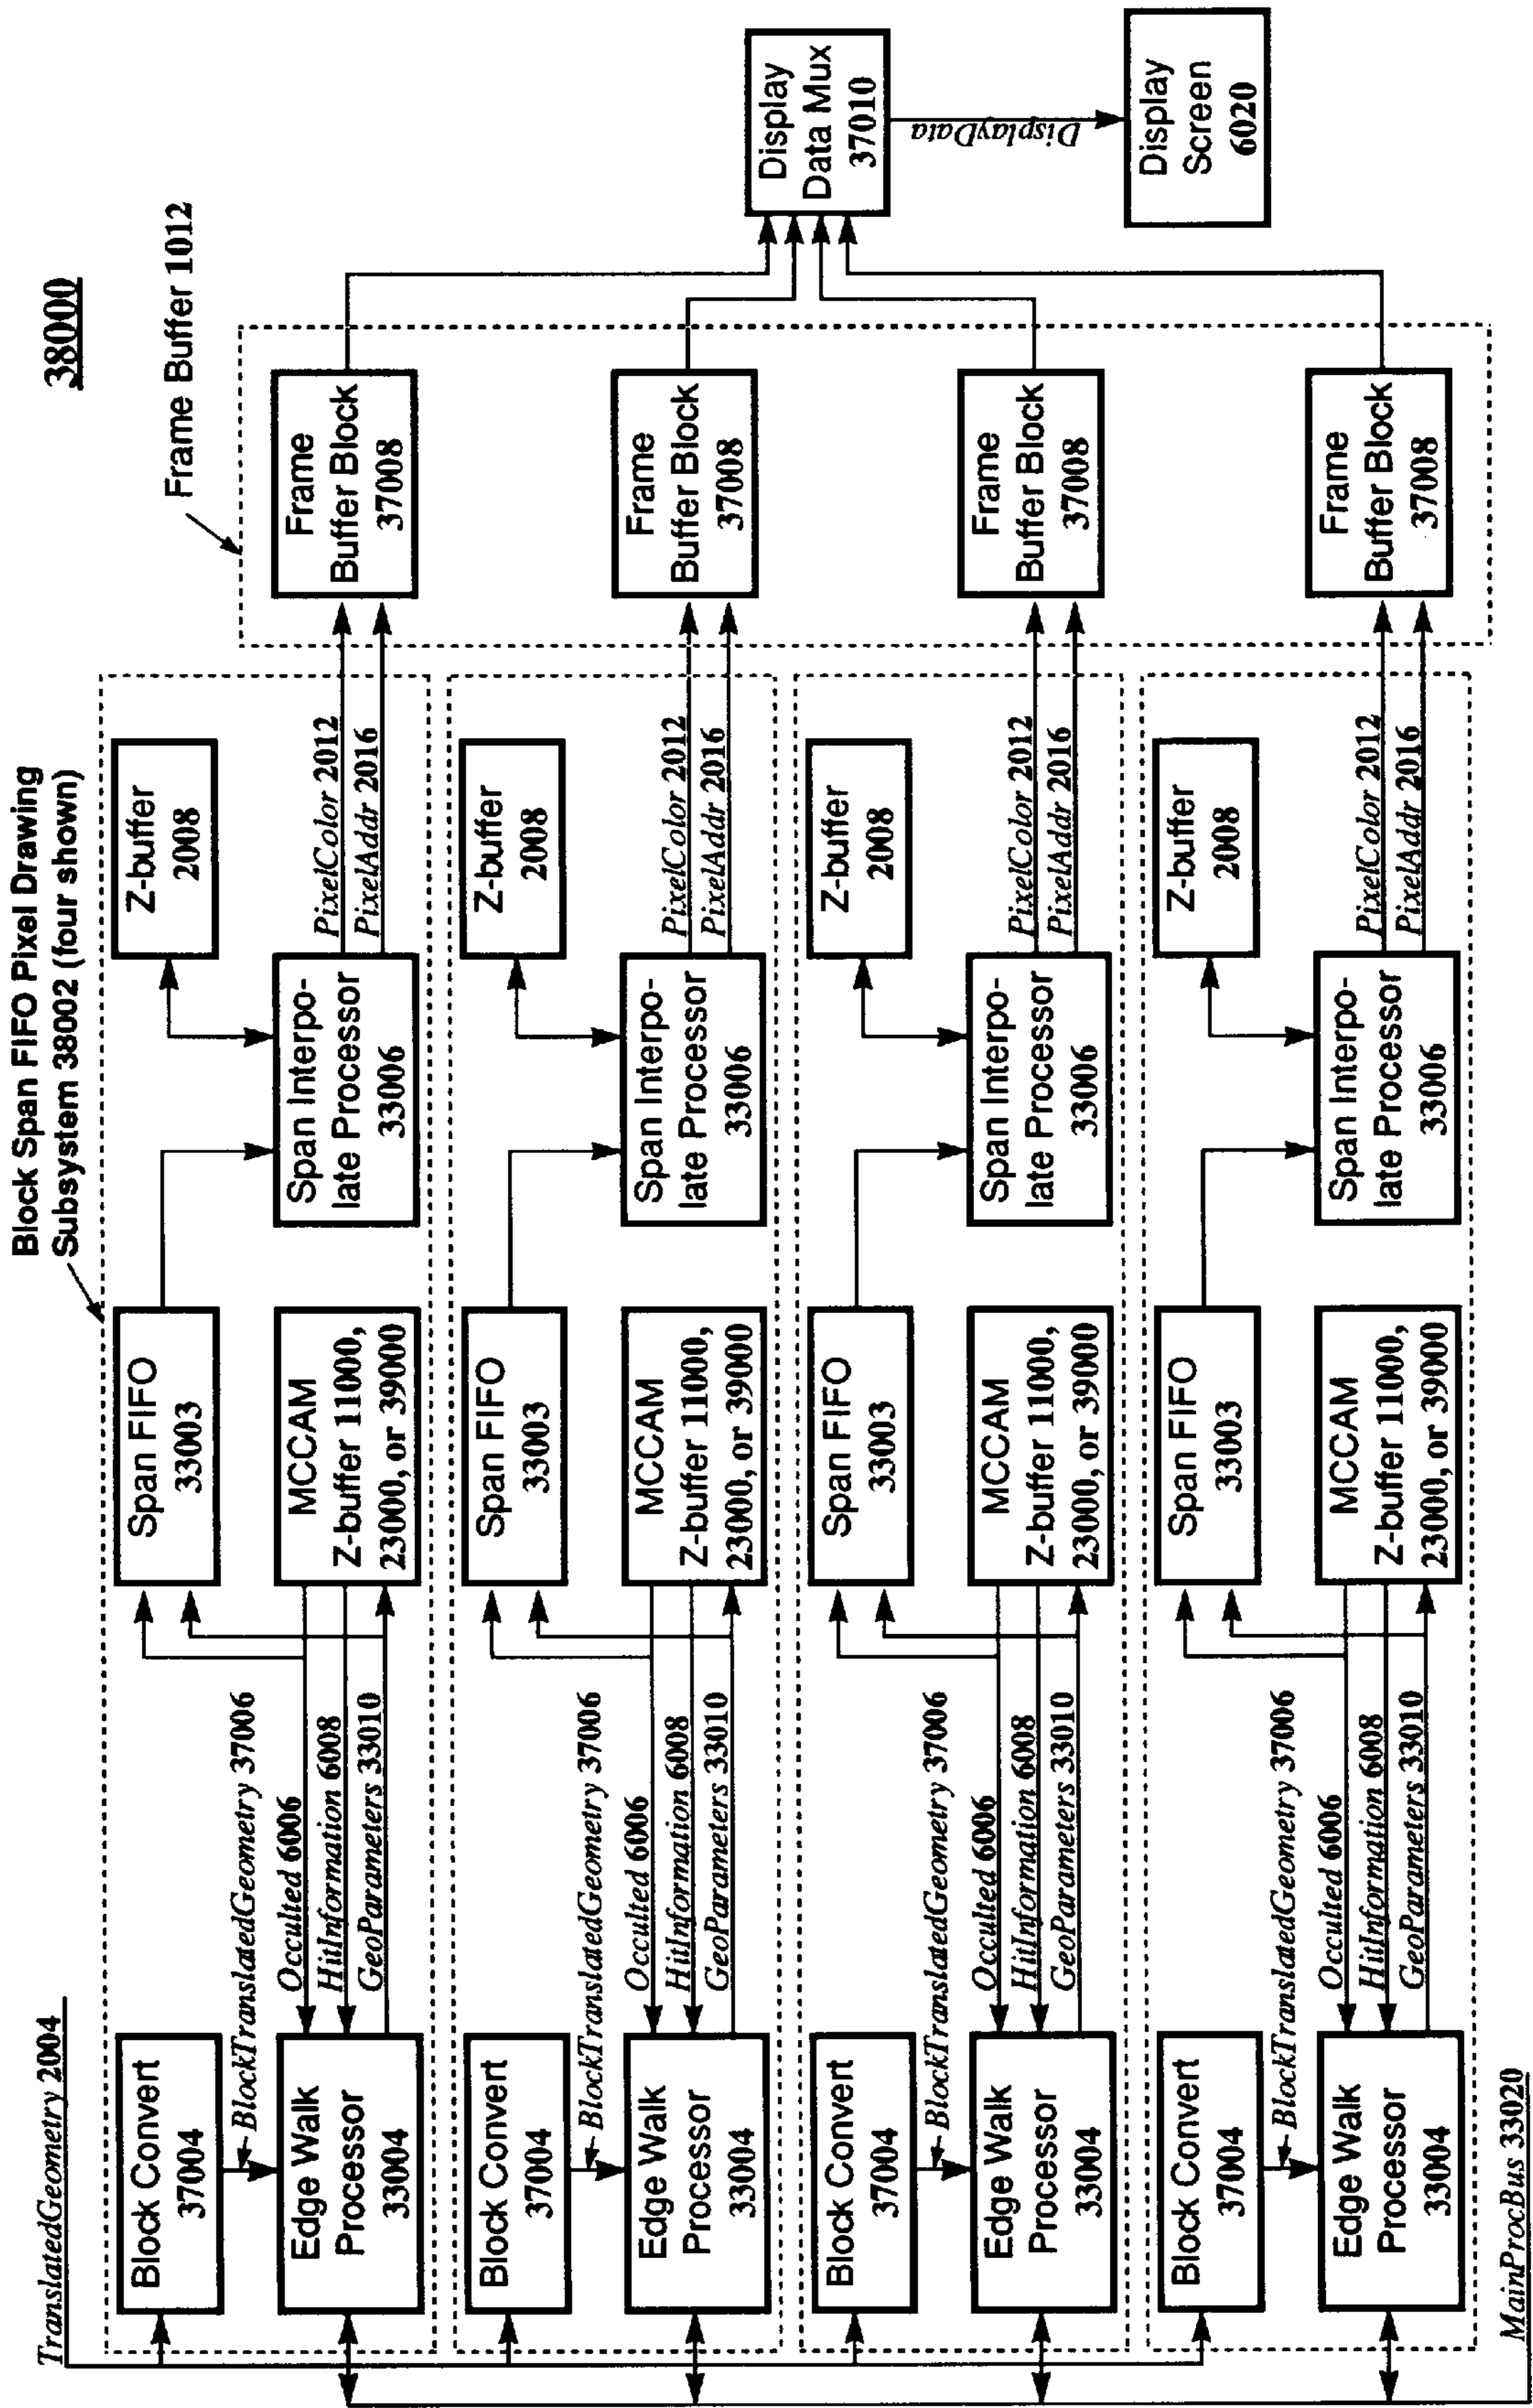 38000
Block Span FIFO Pixel Drawing
Subsystem 38002 (four shown)
Frame Buffer 1012
TranslatedGeometry 2004
Block Convert
37004
BlockTranslatedGeometry 37006
Edge Walk
Processor
33004
Occulted 6006
HitInformation 6008
GeoParameters 33010
Span FIFO
33003
MCCAM
Z-buffer 11000,
23000, or 39000
Z-buffer
2008
Span Interpo-
late Processor
33006
PixelColor 2012
PixelAddr 2016
Frame
Buffer Block
37008
Block Convert
37004
BlockTranslatedGeometry 37006
Edge Walk
Processor
33004
Occulted 6006
HitInformation 6008
GeoParameters 33010
Span FIFO
33003
MCCAM
Z-buffer 11000,
23000, or 39000
Z-buffer
2008
Span Interpo-
late Processor
33006
PixelColor 2012
PixelAddr 2016
Frame
Buffer Block
37008
Block Convert
37004
BlockTranslatedGeometry 37006
Edge Walk
Processor
33004
Occulted 6006
HitInformation 6008
GeoParameters 33010
Span FIFO
33003
MCCAM
Z-buffer 11000,
23000, or 39000
Z-buffer
2008
Span Interpo-
late Processor
33006
PixelColor 2012
PixelAddr 2016
Frame
Buffer Block
37008
Block Convert
37004
BlockTranslatedGeometry 37006
Edge Walk
Processor
33004
Occulted 6006
HitInformation 6008
GeoParameters 33010
Span FIFO
33003
MCCAM
Z-buffer 11000,
23000, or 39000
Z-buffer
2008
Span Interpo-
late Processor
33006
PixelColor 2012
PixelAddr 2016
Frame
Buffer Block
37008
MainProcBus 33020
Display
Data Mux
37010
DisplayData
Display
Screen
6020